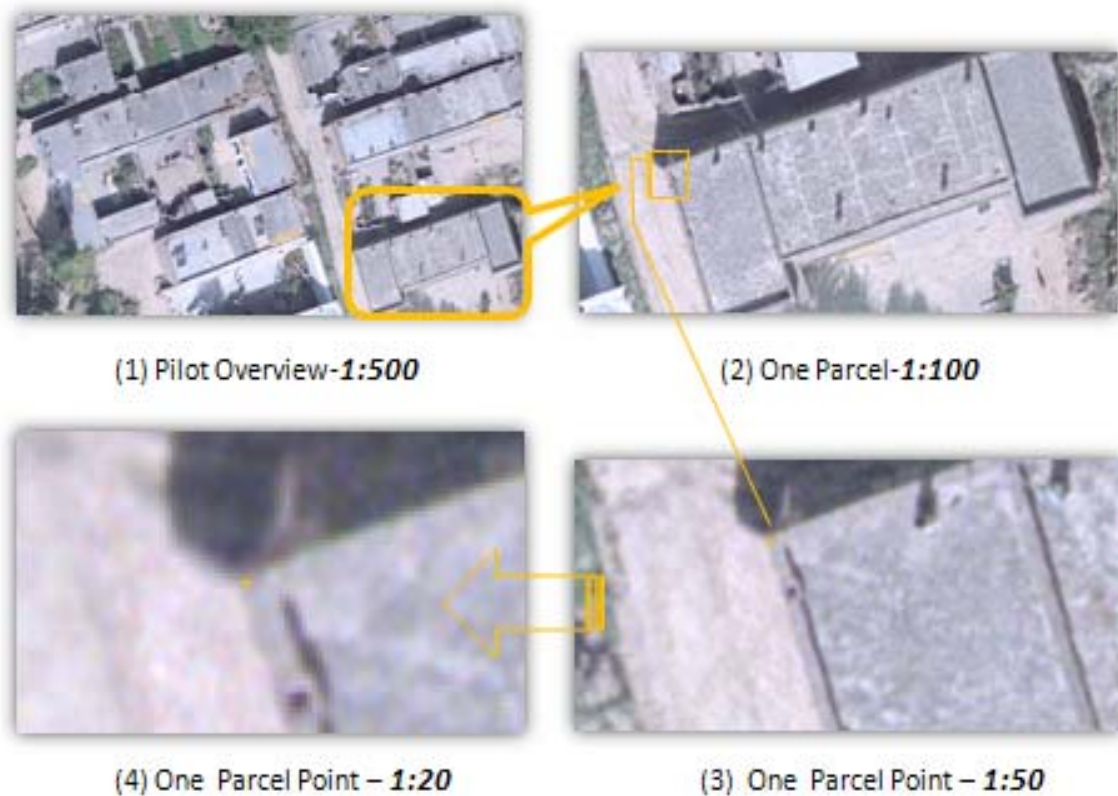 (1) Pilot Overview-1:500
(2) One Parcel-1:100
(4) One Parcel Point – 1:20
(3) One Parcel Point – 1:50